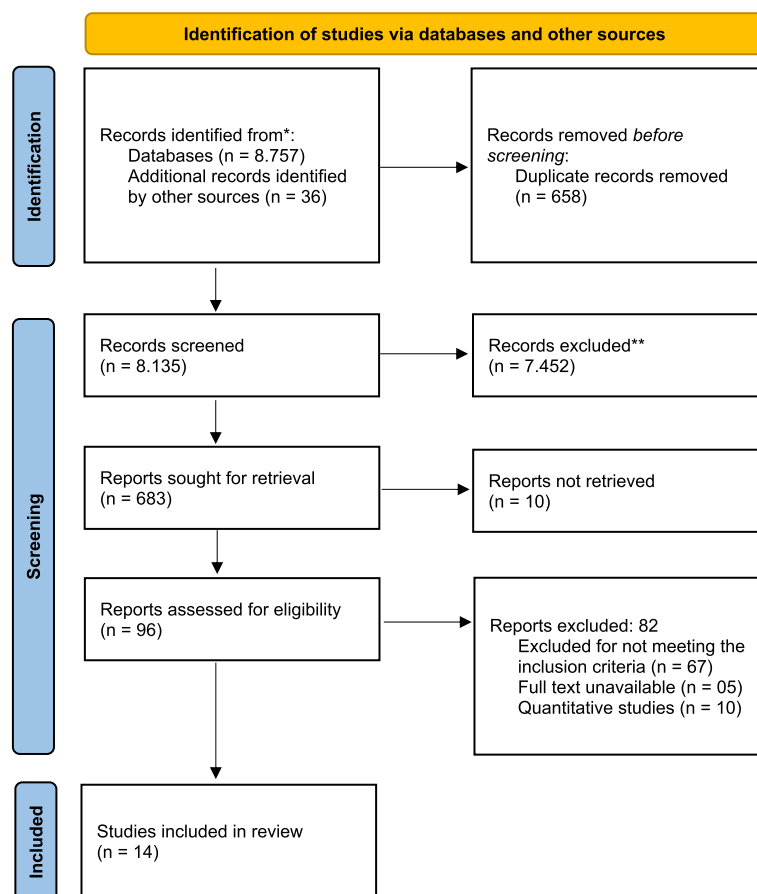 Identification of studies via databases and other sources
Identification
Records identified from*:
Databases (n = 8.757)
Additional records identified
by other sources (n = 36)
Records removed before
screening:
Duplicate records removed
(n = 658)
Screening
Records screened
(n = 8.135)
Records excluded**
(n = 7.452)
Reports sought for retrieval
(n = 683)
Reports not retrieved
(n = 10)
Reports assessed for eligibility
(n = 96)
Reports excluded: 82
Excluded for not meeting the
inclusion criteria (n = 67)
Full text unavailable (n = 05)
Quantitative studies (n = 10)
Included
Studies included in review
(n = 14)